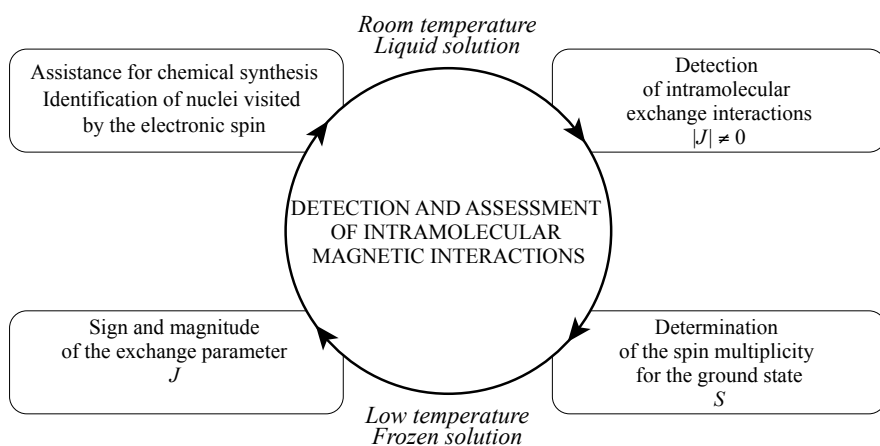 Room temperature
Liquid solution
Assistance for chemical synthesis
Identification of nuclei visited
by the electronic spin
Detection
of intramolecular
exchange interactions
|J| ≠ 0
DETECTION AND ASSESSMENT
OF INTRAMOLECULAR
MAGNETIC INTERACTIONS
Sign and magnitude
of the exchange parameter
J
Determination
of the spin multiplicity
for the ground state
S
Low temperature
Frozen solution